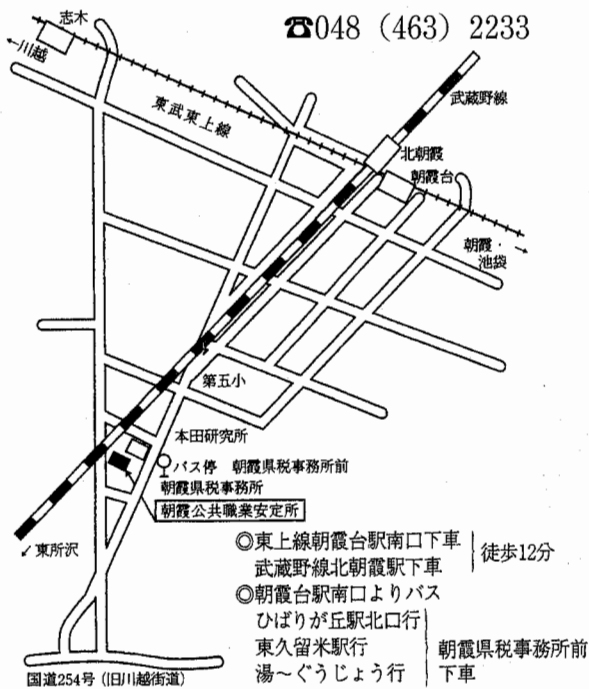 ☎048（463）2233
志木
←川越
東武東上線
武蔵野線
北朝霞
朝霞台
朝霞・
池袋→
第五小
本田研究所
バス停　朝霞県税事務所前
朝霞県税事務所
朝霞公共職業安定所
↙東所沢
国道254号（旧川越街道）
◎東上線朝霞台駅南口下車
武蔵野線北朝霞駅下車
徒歩12分
◎朝霞台駅南口よりバス
ひばりが丘駅北口行
東久留米駅行
湯～ぐうじょう行
朝霞県税事務所前
下車